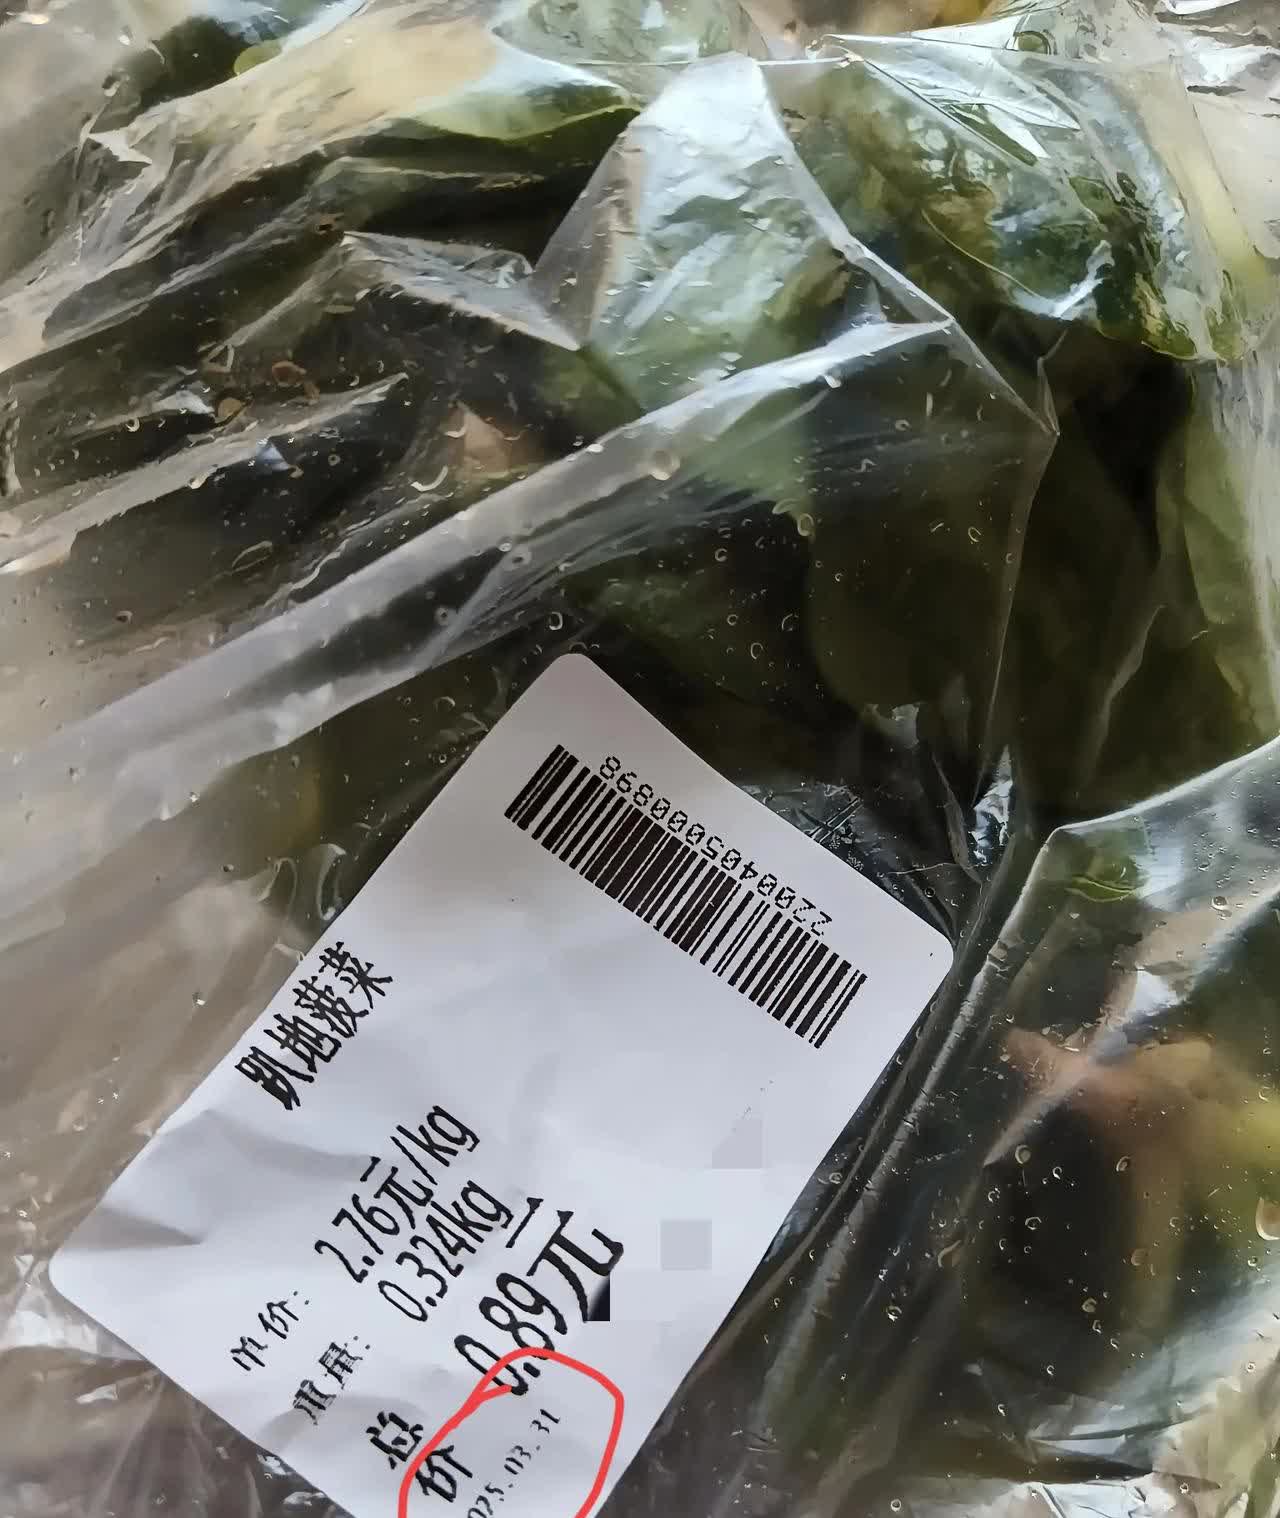 2200405000898
趴地菠菜
单价: 2.76元/kg
重量: 0.324kg
总价 0.89元
025.03.31